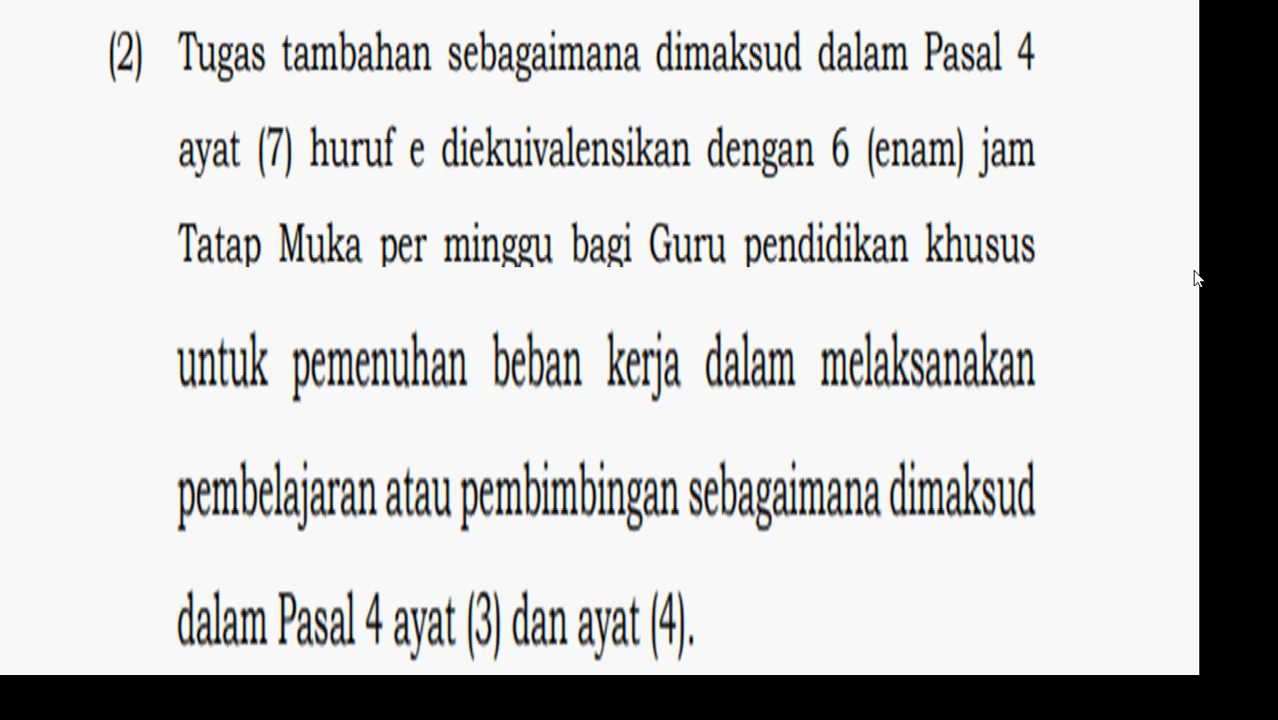 (2) Tugas tambahan sebagaimana dimaksud dalam Pasal 4
ayat (7) huruf e diekuivalensikan dengan 6 (enam) jam
Tatap Muka per minggu bagi Guru pendidikan khusus
untuk pemenuhan beban kerja dalam melaksanakan
pembelajaran atau pembimbingan sebagaimana dimaksud
dalam Pasal 4 ayat (3) dan ayat (4).